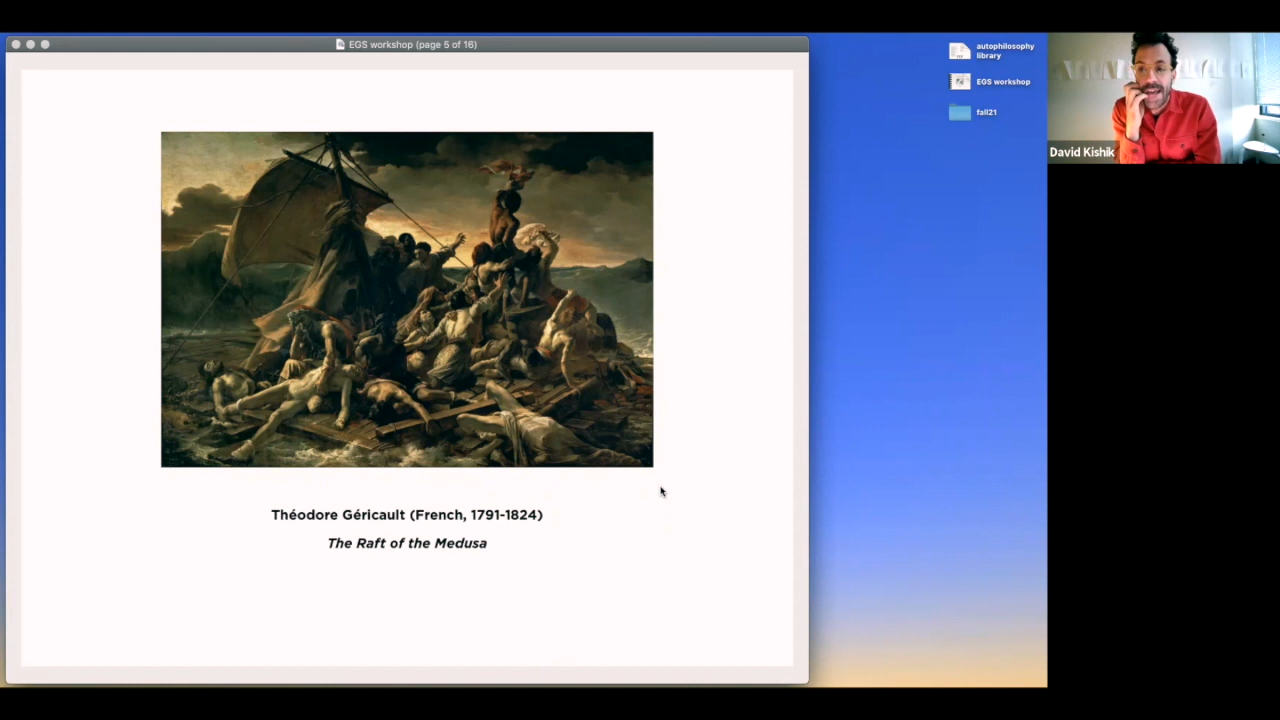 EGS workshop (page 5 of 16)
autophilosophy
library
EGS workshop
fall21
David Kishik
Théodore Géricault (French, 1791-1824)
The Raft of the Medusa